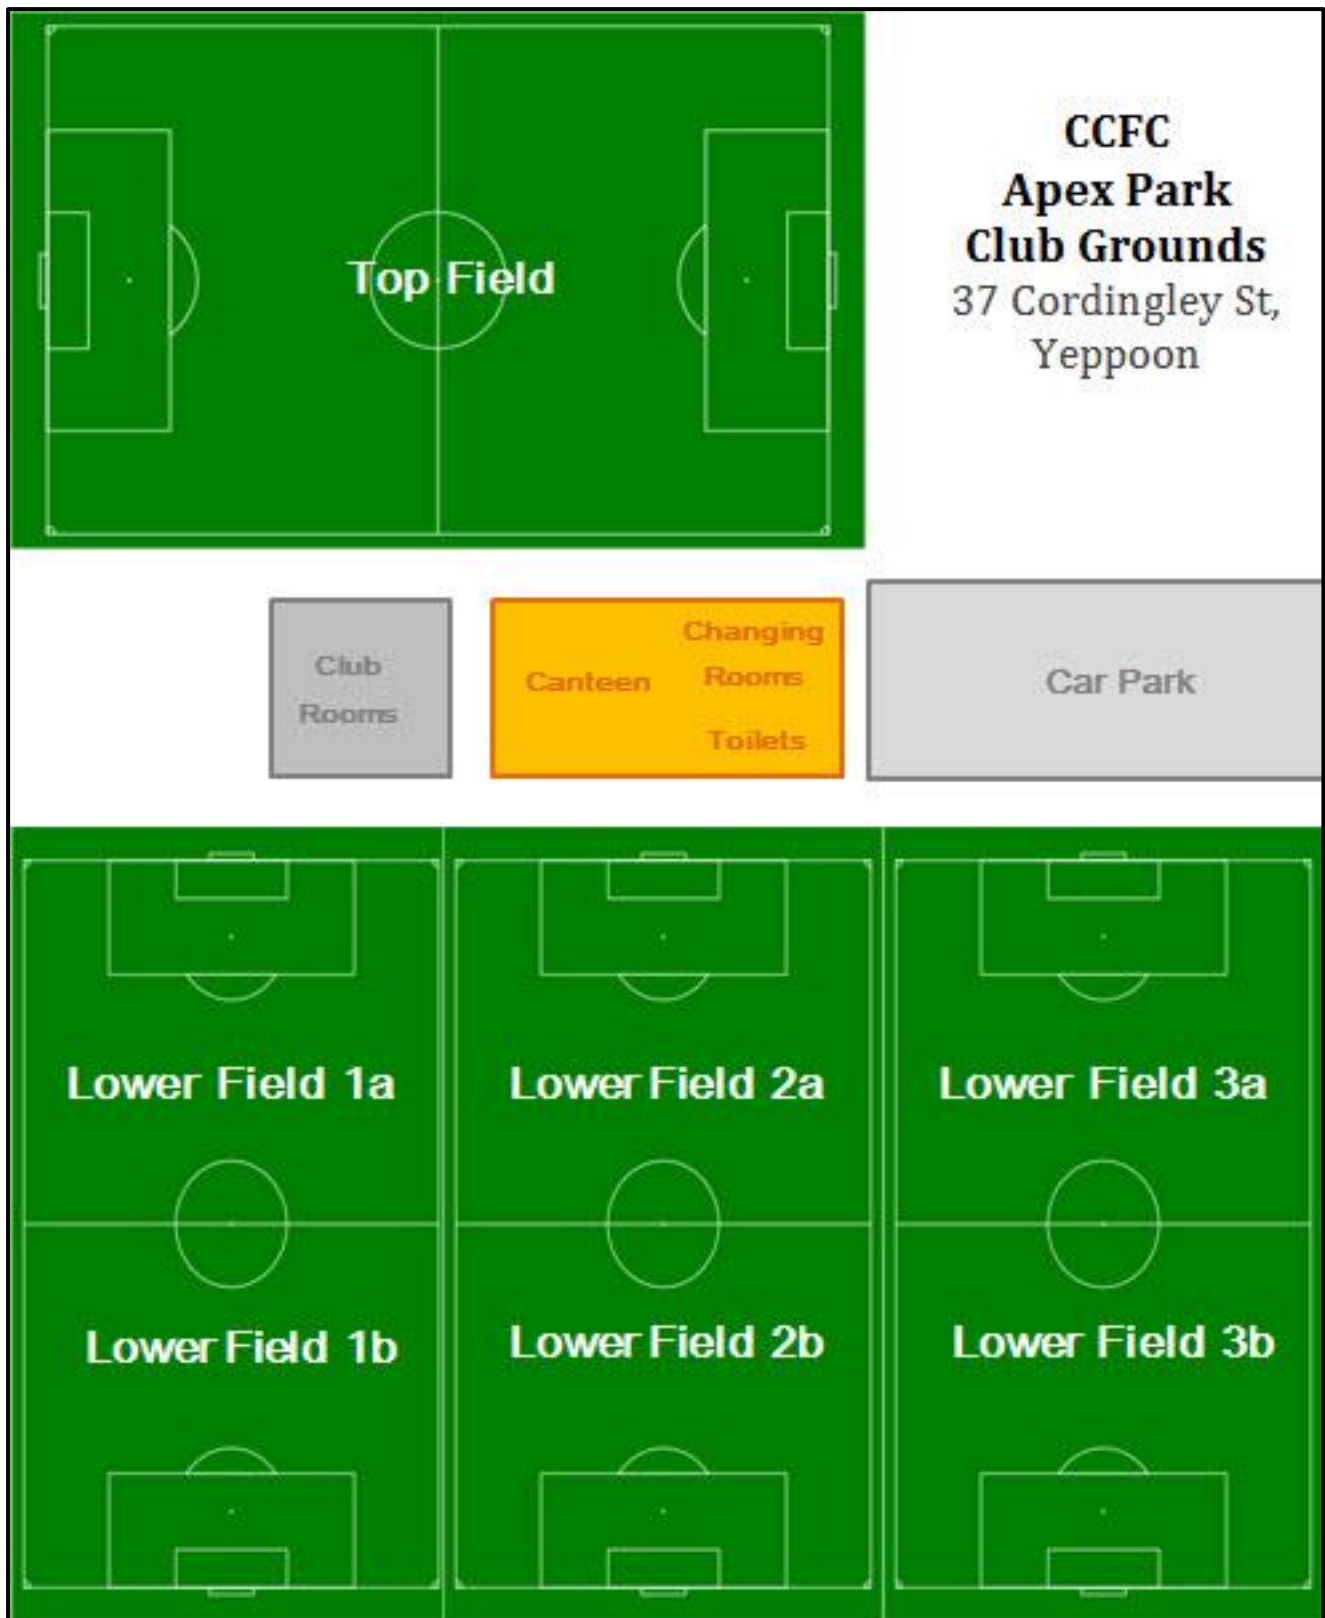 CCFC
Apex Park
Club Grounds
37 Cordingley St,
Yeppoon
Top Field
Club
Rooms
Canteen
Changing
Rooms
Toilets
Car Park
Lower Field 1a
Lower Field 2a
Lower Field 3a
Lower Field 1b
Lower Field 2b
Lower Field 3b